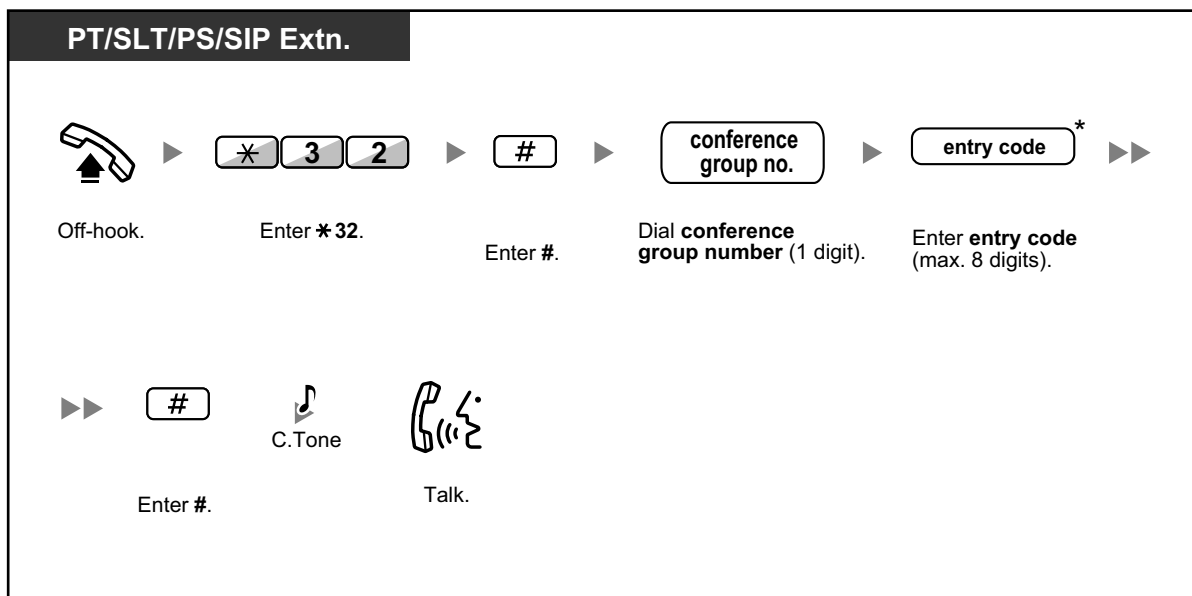 PT/SLT/PS/SIP Extn.
✳ 3 2
#
conference
group no.
entry code*
Off-hook.
Enter ✳32.
Enter #.
Dial conference
group number (1 digit).
Enter entry code
(max. 8 digits).
#
C.Tone
Enter #.
Talk.